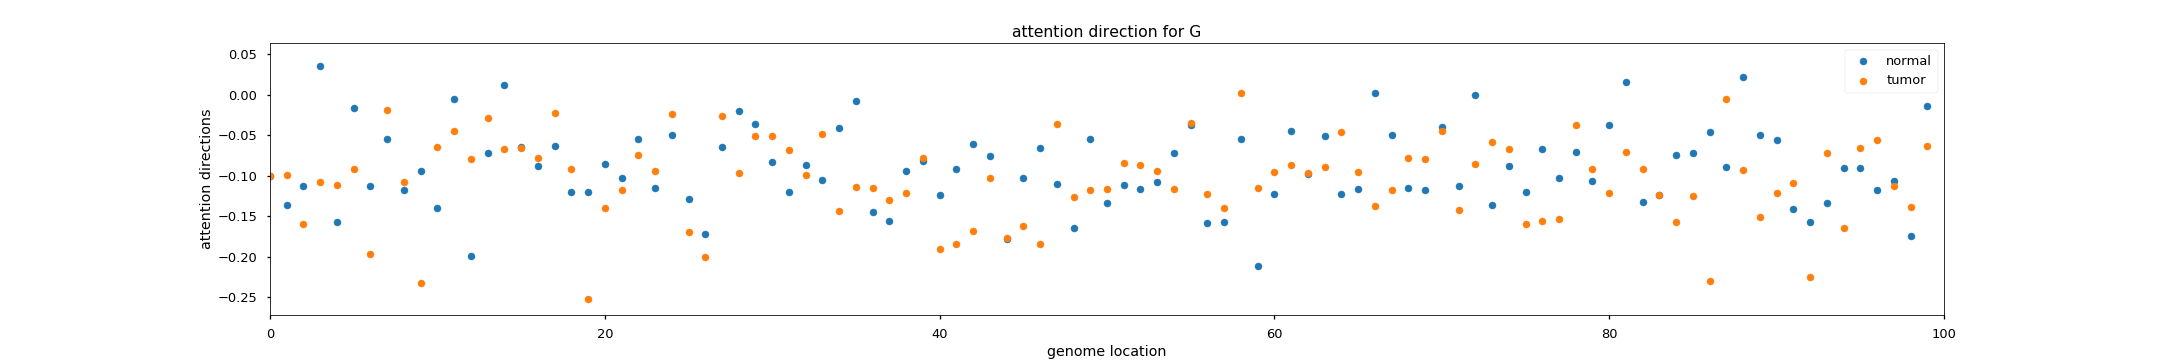 attention direction for G
0.05
0.00
−0.05
−0.10
−0.15
−0.20
−0.25
attention directions
normal
tumor
0 20 40 60 80 100
genome location